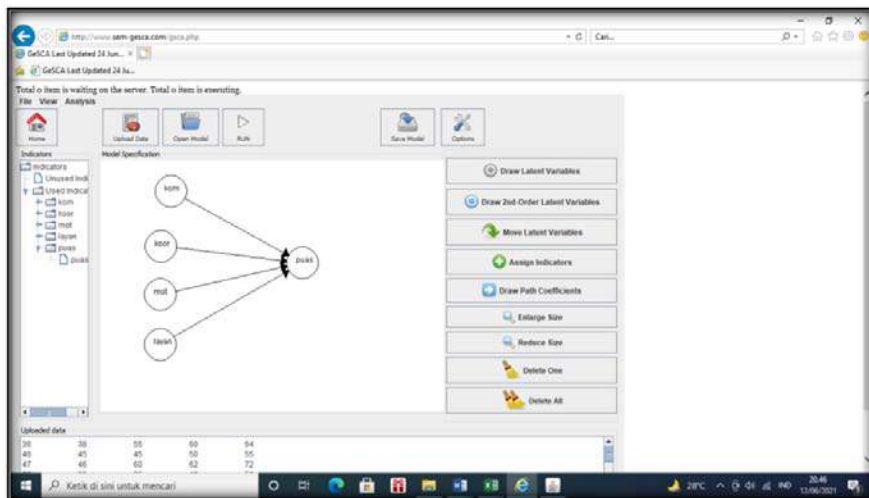 http://www.sem-gesca.com/gsca.php
Cari...
GeSCA Last Updated 24 Jun...
GeSCA Last Updated 24 Ju...
Total 0 item is waiting on the server. Total 0 item is executing.
File View Analysis
Home
Upload Data
Open Model
RUN
Save Model
Options
Indicators
Model Specification
Indicators
Unused Indi
Used Indicat
kom
koor
mot
layan
puas
puas
kom
koor
mot
layan
puas
Draw Latent Variables
Draw 2nd-Order Latent Variables
Move Latent Variables
Assign Indicators
Draw Path Coefficients
Enlarge Size
Reduce Size
Delete One
Delete All
Uploaded data
38 38 55 60 64
46 45 45 50 55
47 46 60 62 72
Ketik di sini untuk mencari
28°C
IND
20.46
13/06/2021